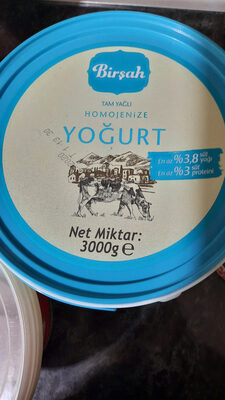 Birşah
TAM YAĞLI
HOMOJENİZE
YOĞURT
En az %3,8 süt yağı
En az %3 süt proteini
Net Miktar:
3000g e